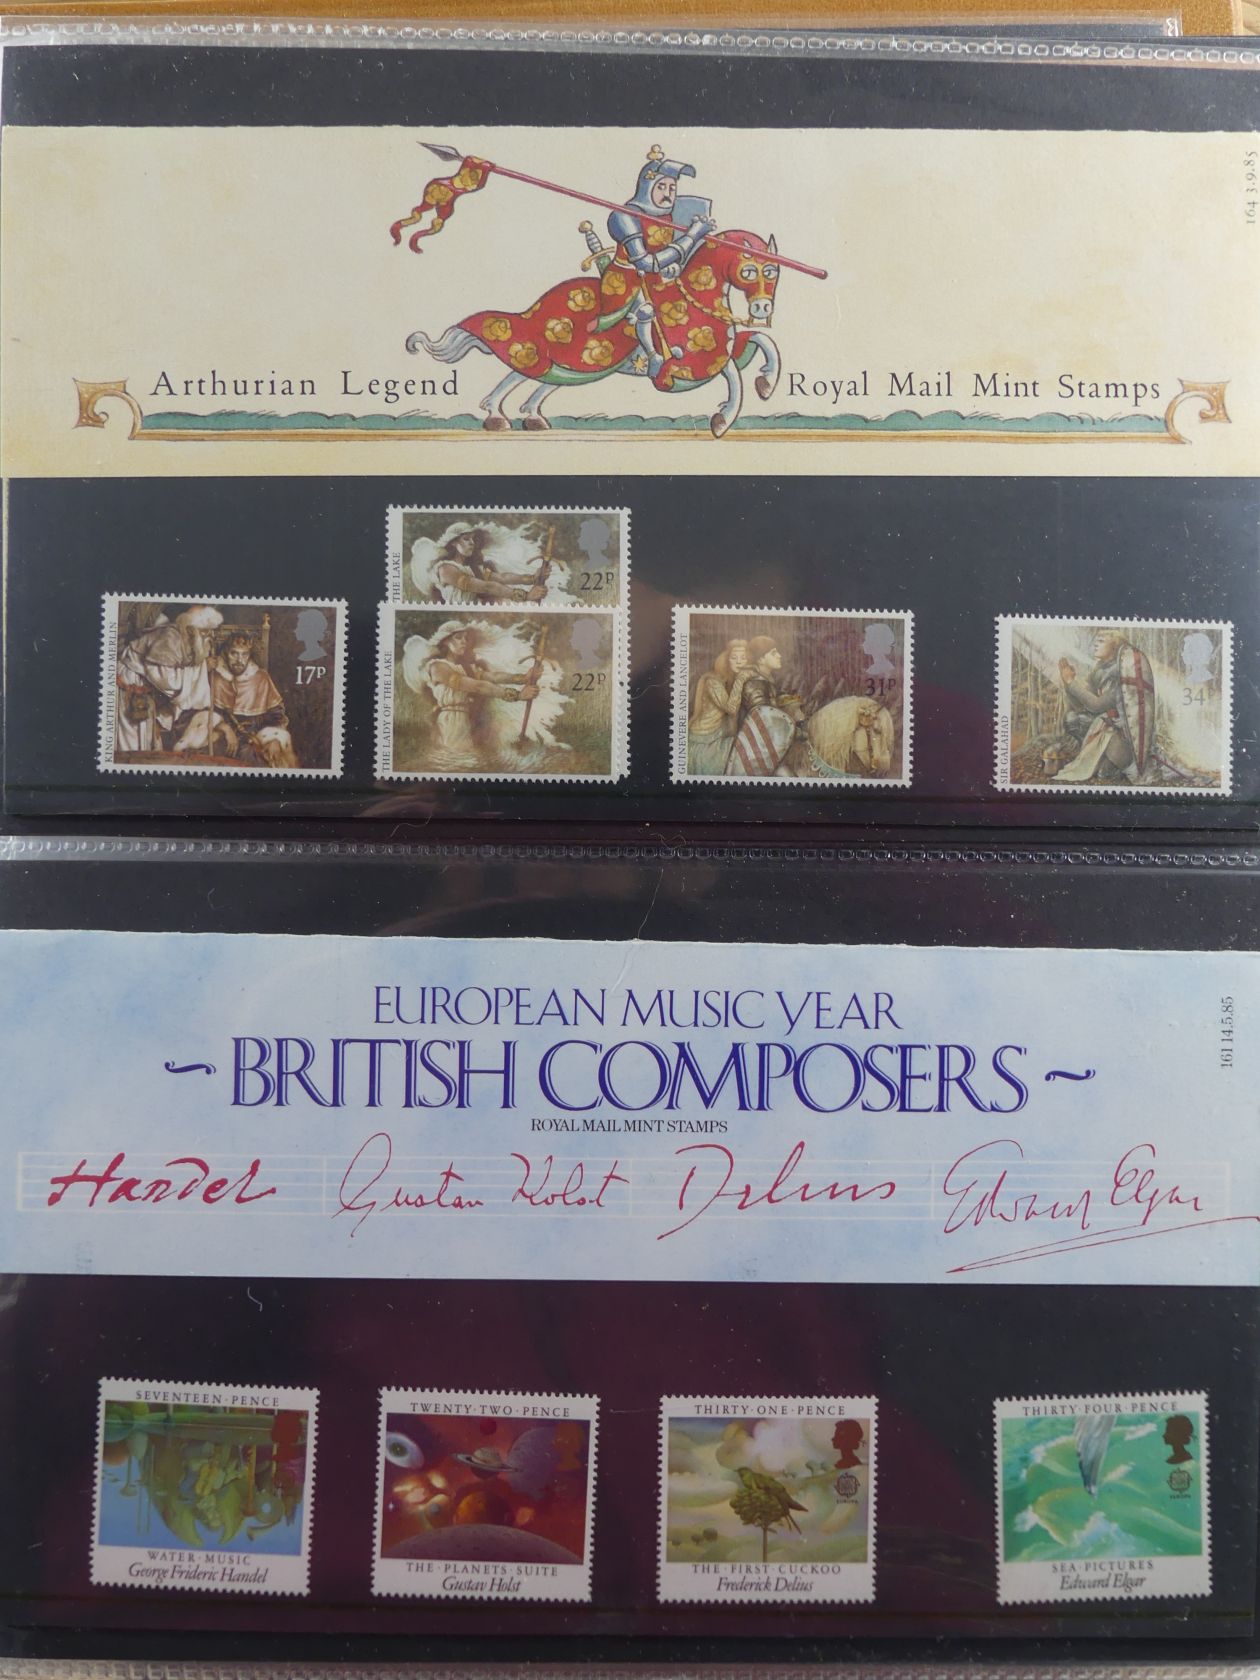 164 3.9.85
Arthurian Legend
Royal Mail Mint Stamps
THE LAKE
22P
KING ARTHUR AND MERLIN
17P
THE LADY OF THE LAKE
22P
GUINEVERE AND LANCELOT
31P
SIR GALAHAD
34P
161 14.5.85
EUROPEAN MUSIC YEAR
~BRITISH COMPOSERS~
ROYAL MAIL MINT STAMPS
Handel
Gustav Holst
Delius
Edward Elgar
SEVENTEEN·PENCE
WATER·MUSIC
George Frideric Handel
TWENTY·TWO·PENCE
THE·PLANETS·SUITE
Gustav Holst
THIRTY·ONE·PENCE
EUROPA
THE·FIRST·CUCKOO
Frederick Delius
THIRTY·FOUR·PENCE
EUROPA
SEA·PICTURES
Edward Elgar